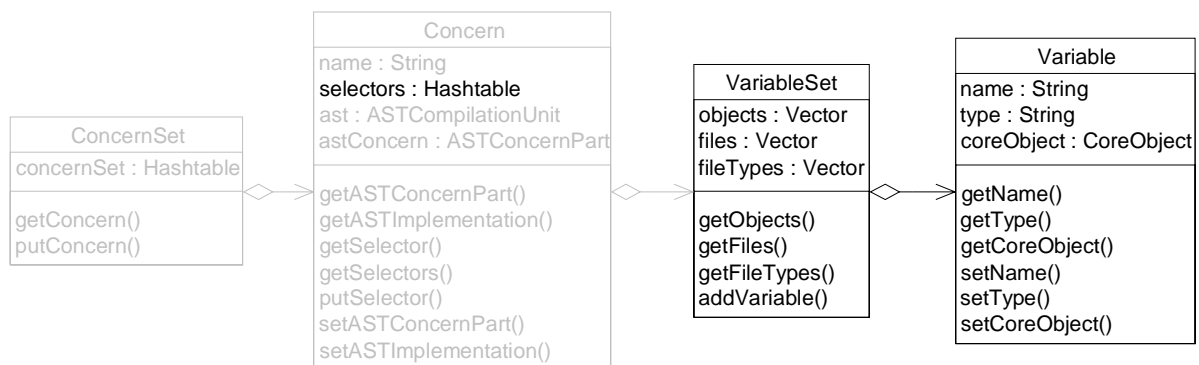 ConcernSet
concernSet : Hashtable
getConcern()
putConcern()
Concern
name : String
selectors : Hashtable
ast : ASTCompilationUnit
astConcern : ASTConcernPart
getASTConcernPart()
getASTImplementation()
getSelector()
getSelectors()
putSelector()
setASTConcernPart()
setASTImplementation()
VariableSet
objects : Vector
files : Vector
fileTypes : Vector
getObjects()
getFiles()
getFileTypes()
addVariable()
Variable
name : String
type : String
coreObject : CoreObject
getName()
getType()
getCoreObject()
setName()
setType()
setCoreObject()